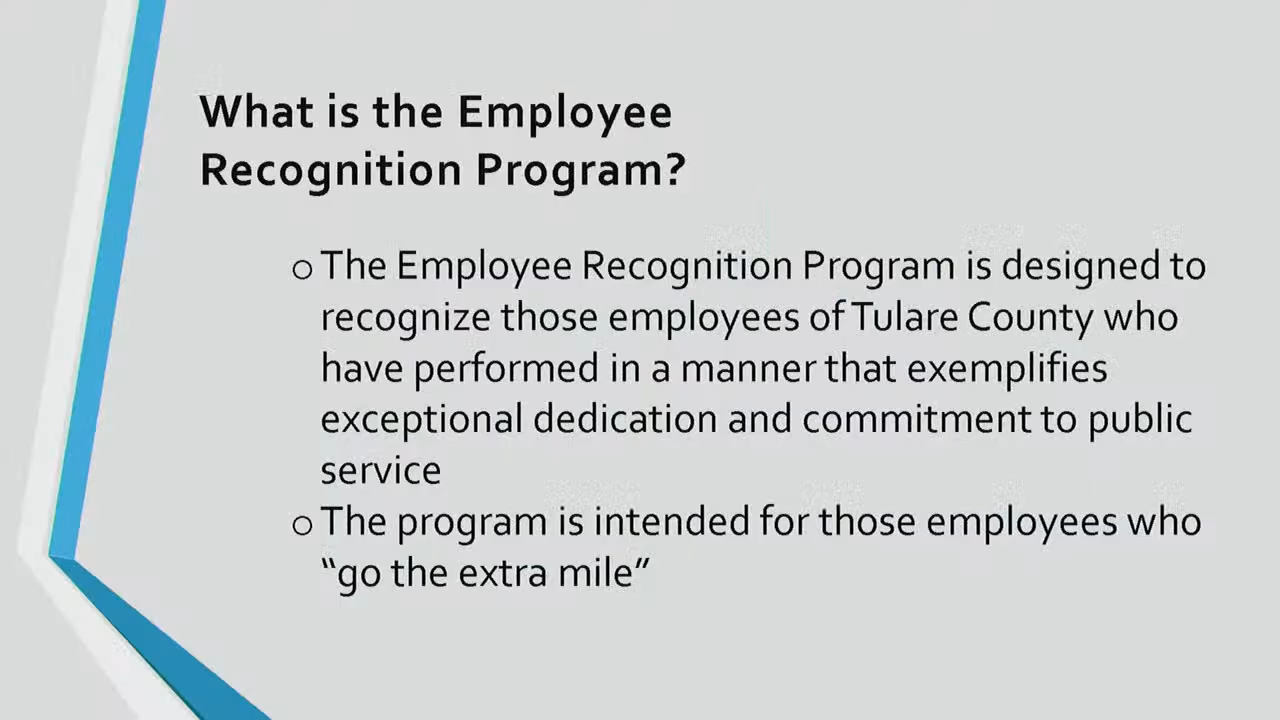 What is the Employee
Recognition Program?
o The Employee Recognition Program is designed to
recognize those employees of Tulare County who
have performed in a manner that exemplifies
exceptional dedication and commitment to public
service
o The program is intended for those employees who
“go the extra mile”